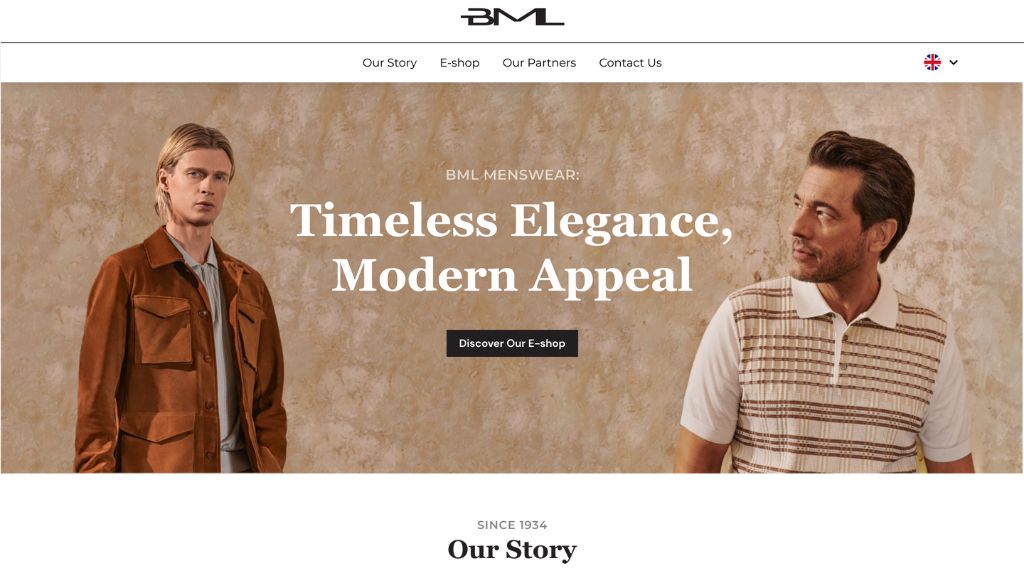 BML
Our Story E-shop Our Partners Contact Us
BML MENSWEAR:
Timeless Elegance,
Modern Appeal
Discover Our E-shop
SINCE 1934
Our Story